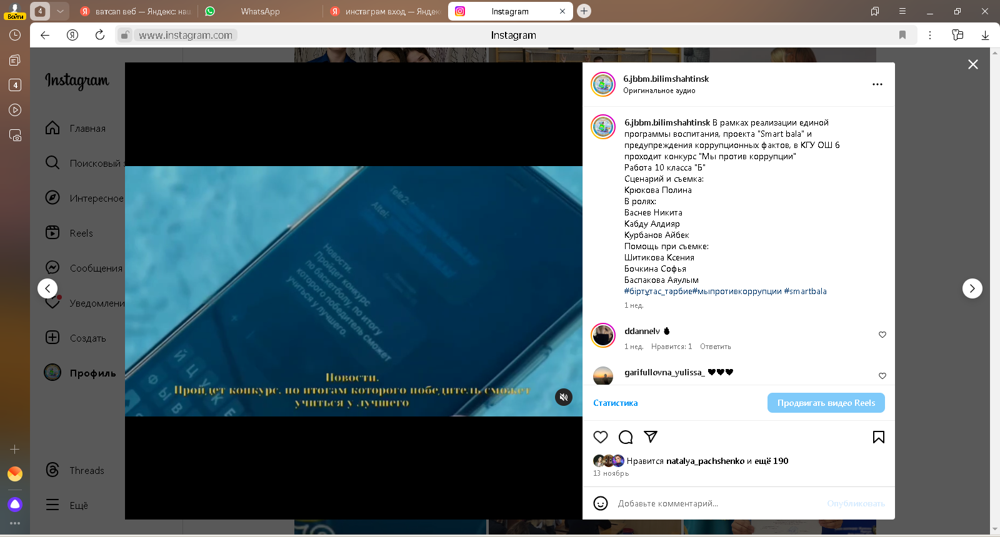 Войти
4
ватсап веб — Яндекс: наш
WhatsApp
инстаграм вход — Яндекс
Instagram
www.instagram.com
Instagram
4
Instagram
Главная
Поисковый з
Интересное
Reels
Сообщения
Уведомлени
Создать
Профиль
Threads
Ещё
Tele2:
Altel:
Новости.
Пройдет конкурс
по баскетболу, по итогу
которого победитель сможет
учиться у лучшего.
Новости.
Пройдет конкурс, по итогам которого победитель сможет
учиться у лучшего
6.jbbm.bilimshahtinsk
Оригинальное аудио
6.jbbm.bilimshahtinsk В рамках реализации единой
программы воспитания, проекта "Smart bala" и
предупреждения коррупционных фактов, в КГУ ОШ 6
проходит конкурс "Мы против коррупции"
Работа 10 класса "Б"
Сценарий и съемка:
Крюкова Полина
В ролях:
Васнев Никита
Кабду Алдияр
Курбанов Айбек
Помощь при съемке:
Шитикова Ксения
Бочкина Софья
Баспакова Аяулым
#біртұтас_тәрбие#мыпротивкоррупции #smartbala
1 нед.
ddannelv
1 нед. Нравится: 1 Ответить
garifullovna_yulissa_
Статистика
Продвигать видео Reels
Нравится natalya_pachshenko и ещё 190
13 ноябрь
Добавьте комментарий...
Опубликовать